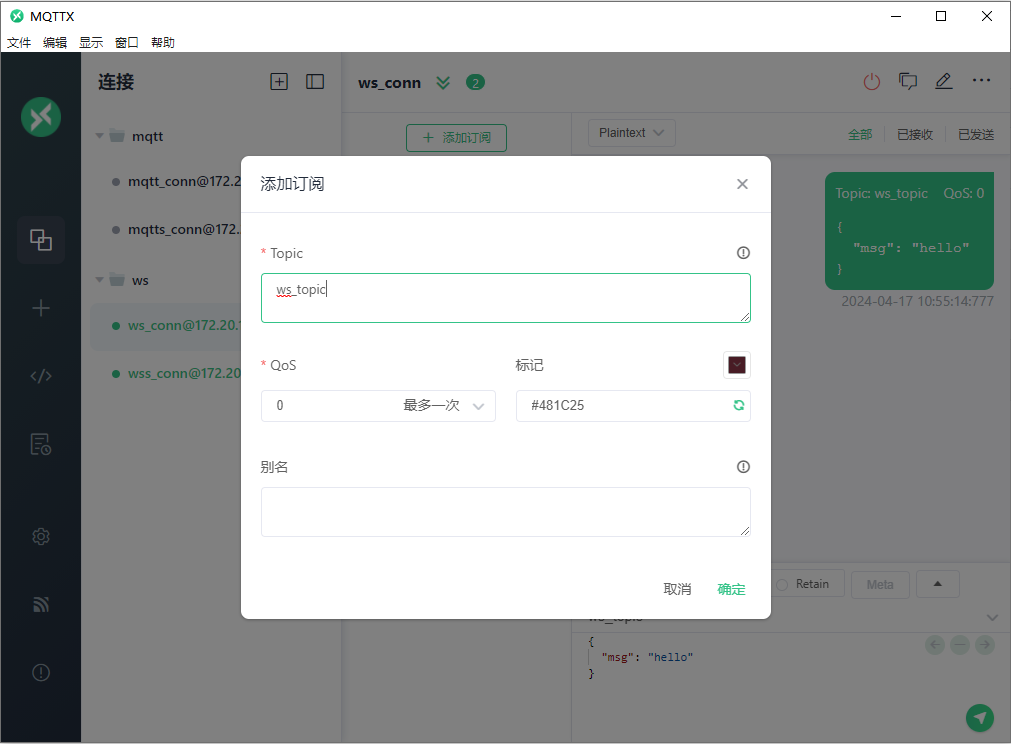 MQTTX
文件 编辑 显示 窗口 帮助
连接
mqtt
mqtt_conn@172.2
mqtts_conn@172.
ws
ws_conn@172.20.
wss_conn@172.20
ws_conn 2
添加订阅
Plaintext
全部 已接收 已发送
Topic: ws_topic QoS: 0
{
"msg": "hello"
}
2024-04-17 10:55:14:777
添加订阅
* Topic
ws_topic
* QoS
0 最多一次
标记
#481C25
别名
取消 确定
Retain Meta
ws_topic
{
"msg": "hello"
}